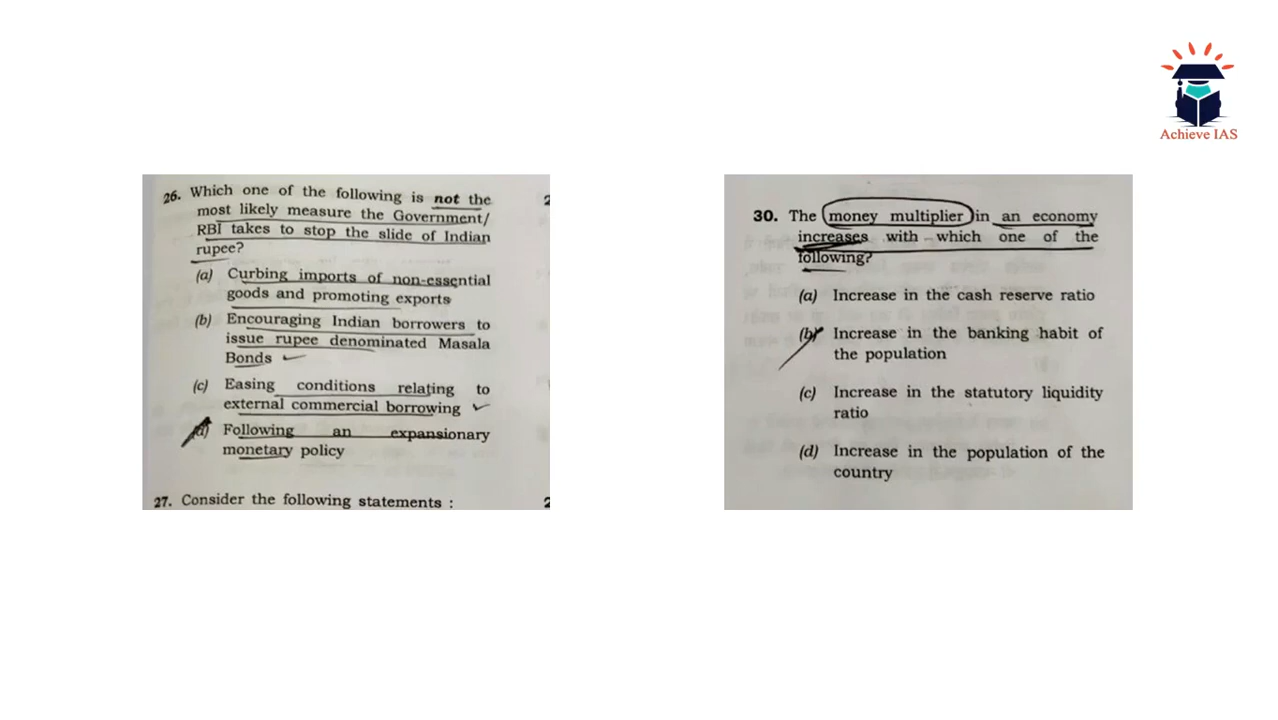 Achieve IAS
26. Which one of the following is not the
most likely measure the Government/
RBI takes to stop the slide of Indian
rupee?
(a) Curbing imports of non-essential
goods and promoting exports
(b) Encouraging Indian borrowers to
issue rupee denominated Masala
Bonds
(c) Easing conditions relating to
external commercial borrowing
(d) Following an expansionary
monetary policy
27. Consider the following statements :
2
2
30. The money multiplier in an economy
increases with which one of the
following?
(a) Increase in the cash reserve ratio
(b) Increase in the banking habit of
the population
(c) Increase in the statutory liquidity
ratio
(d) Increase in the population of the
country